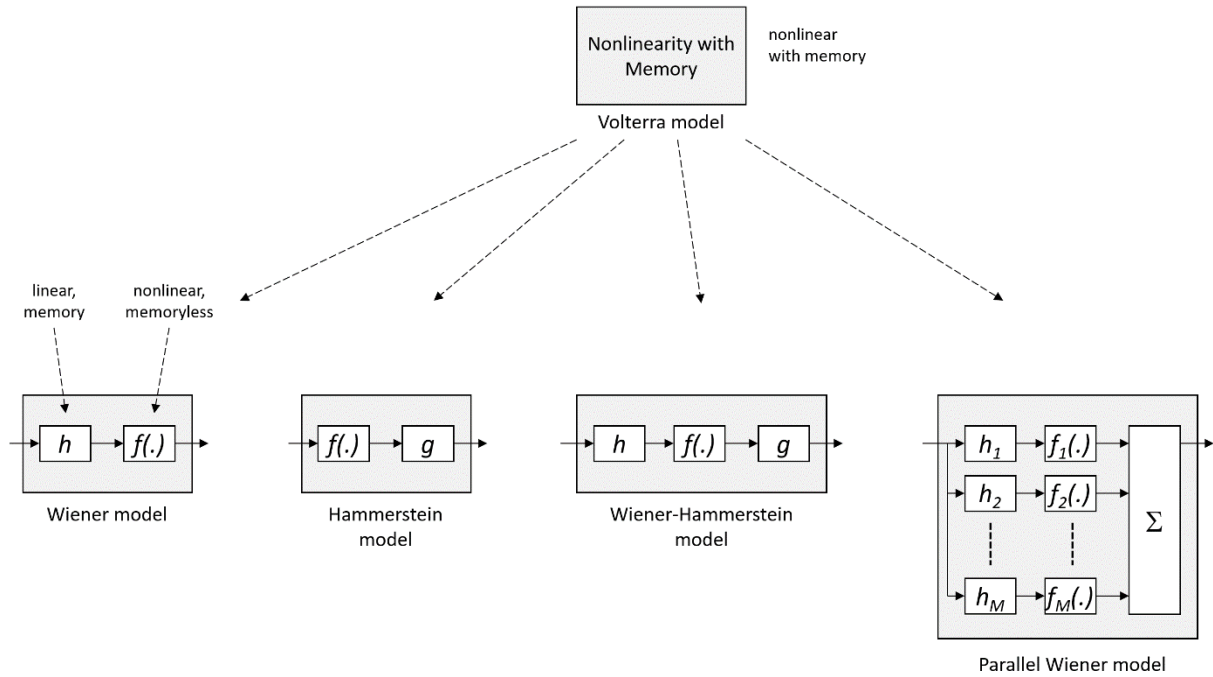 Nonlinearity with
Memory
nonlinear
with memory
Volterra model
linear,
memory
nonlinear,
memoryless
h
f(.)
Wiener model
f(.)
g
Hammerstein
model
h
f(.)
g
Wiener-Hammerstein
model
h1
f1(.)
h2
f2(.)
hM
fM(.)
Σ
Parallel Wiener model